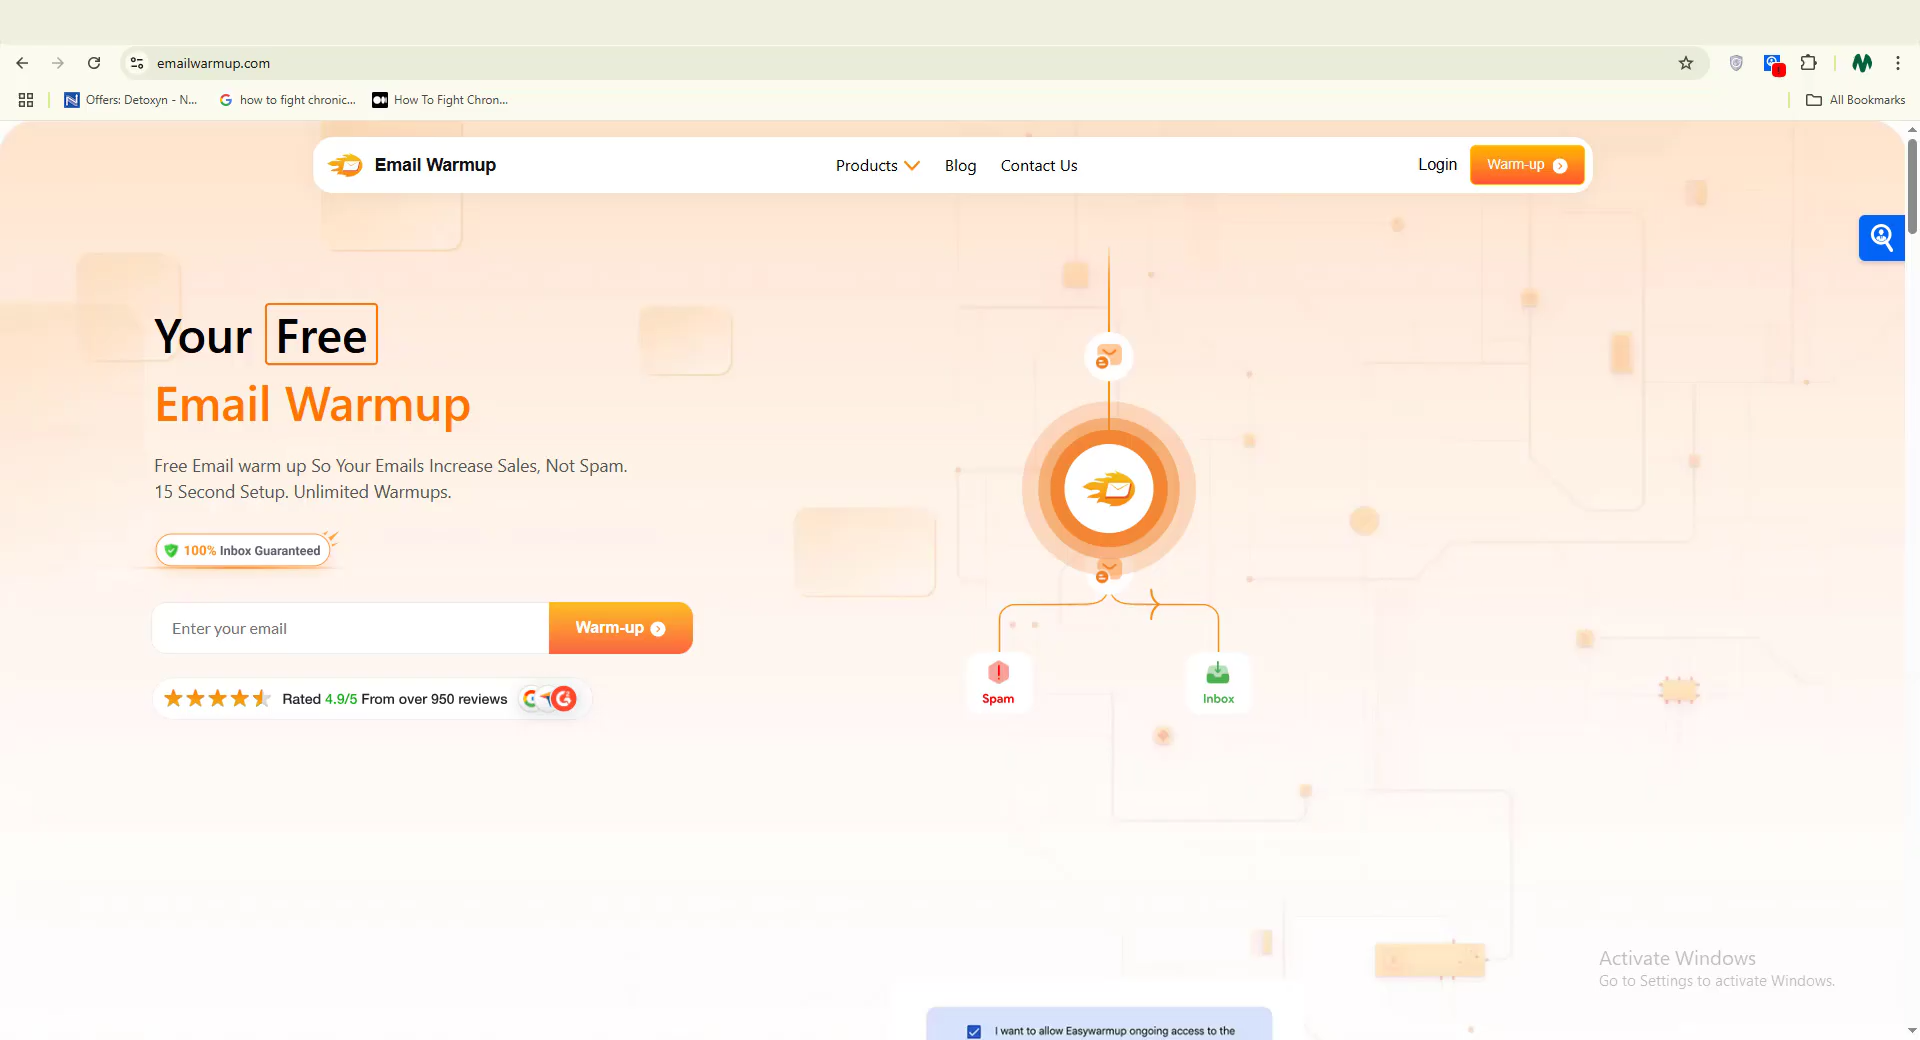 emailwarmup.com
Offers: Detoxyn - N...
how to fight chronic...
How To Fight Chron...
All Bookmarks
Email Warmup
Products
Blog
Contact Us
Login
Warm-up
Your Free
Email Warmup
Free Email warm up So Your Emails Increase Sales, Not Spam.
15 Second Setup. Unlimited Warmups.
100% Inbox Guaranteed
Enter your email
Warm-up
Rated 4.9/5 From over 950 reviews
Spam
Inbox
Activate Windows
Go to Settings to activate Windows.
I want to allow Easywarmup ongoing access to the